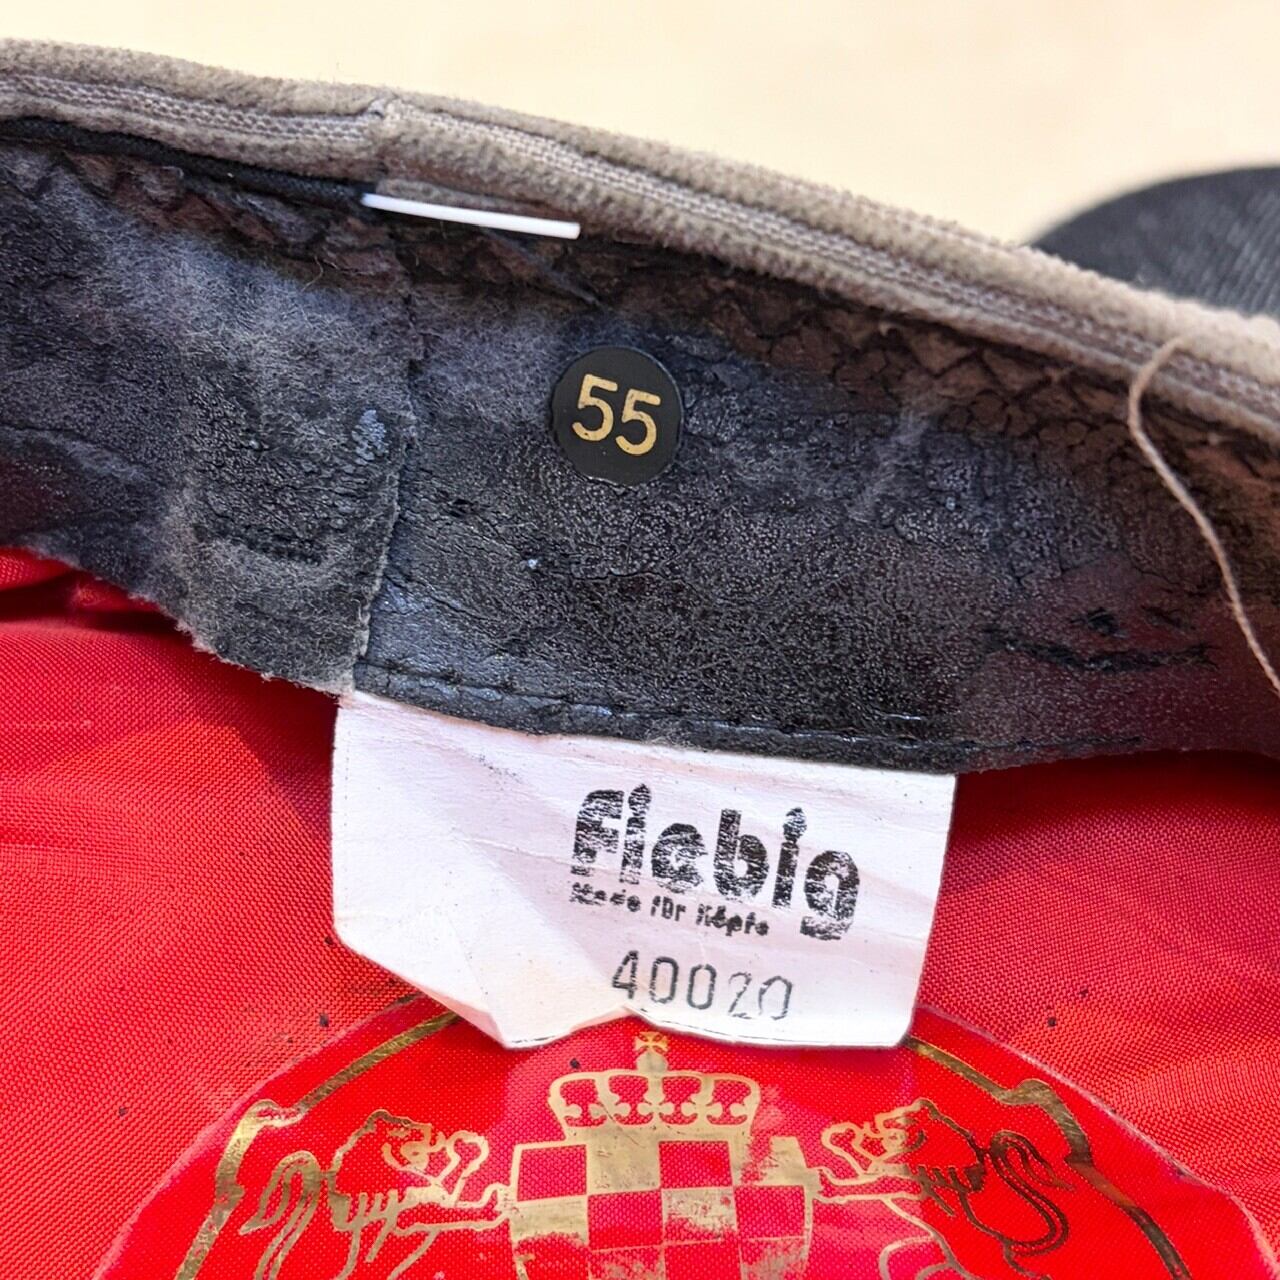 55
Fiebig
Mode für Köpfe
40020